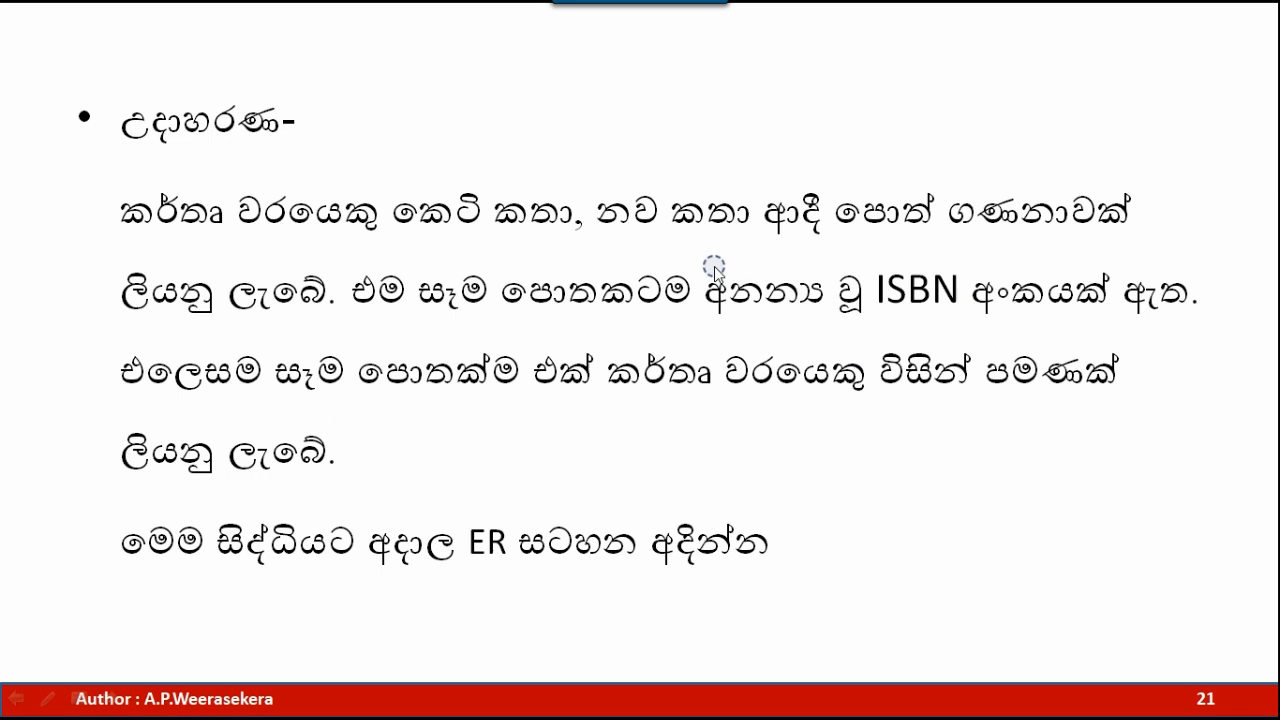 • උදාහරණ-
කර්තෘ වරයෙකු කෙටි කතා, නව කතා ආදී පොත් ගණනාවක්
ලියනු ලැබේ. එම සෑම පොතකටම අනන්‍ය වූ ISBN අංකයක් ඇත.
එලෙසම සෑම පොතක්ම එක් කර්තෘ වරයෙකු විසින් පමණක්
ලියනු ලැබේ.
මෙම සිද්ධියට අදාල ER සටහන අදින්න
Author : A.P.Weerasekera 21